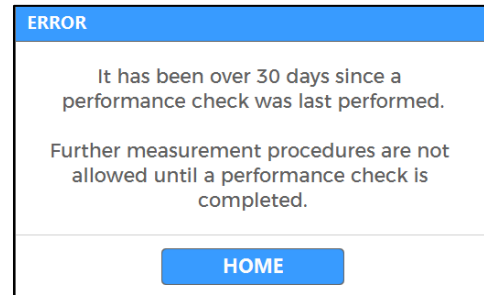 ERROR
It has been over 30 days since a
performance check was last performed.
Further measurement procedures are not
allowed until a performance check is
completed.
HOME